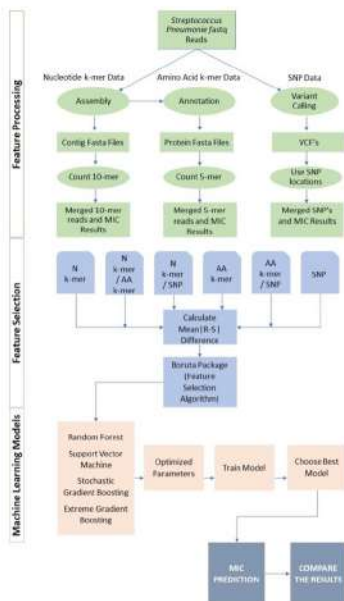 Streptococcus
Pneumonie fastq
Reads
Nucleotide k-mer Data
Amino Acid k-mer Data
SNP Data
Assembly
Annotation
Variant
Calling
Contig Fasta Files
Protein Fasta Files
VCF's
Count 10-mer
Count 5-mer
Use SNP
locations
Merged 10-mer
reads and MIC
Results
Merged 5-mer
reads and MIC
Results
Merged SNP's
and MIC Results
Feature Processing
N
k-mer
N
k-mer
/ AA
k-mer
N
k-mer
/ SNP
AA
k-mer
AA
k-mer
/ SNP
SNP
Calculate
Mean|R-S|
Difference
Boruta Package
(Feature
Selection
Algorithm)
Feature Selection
Random Forest
Support Vector
Machine
Stochastic
Gradient Boosting
Extreme Gradient
Boosting
Optimized
Parameters
Train Model
Choose Best
Model
Machine Learning Models
MIC
PREDICTION
COMPARE
THE RESULTS